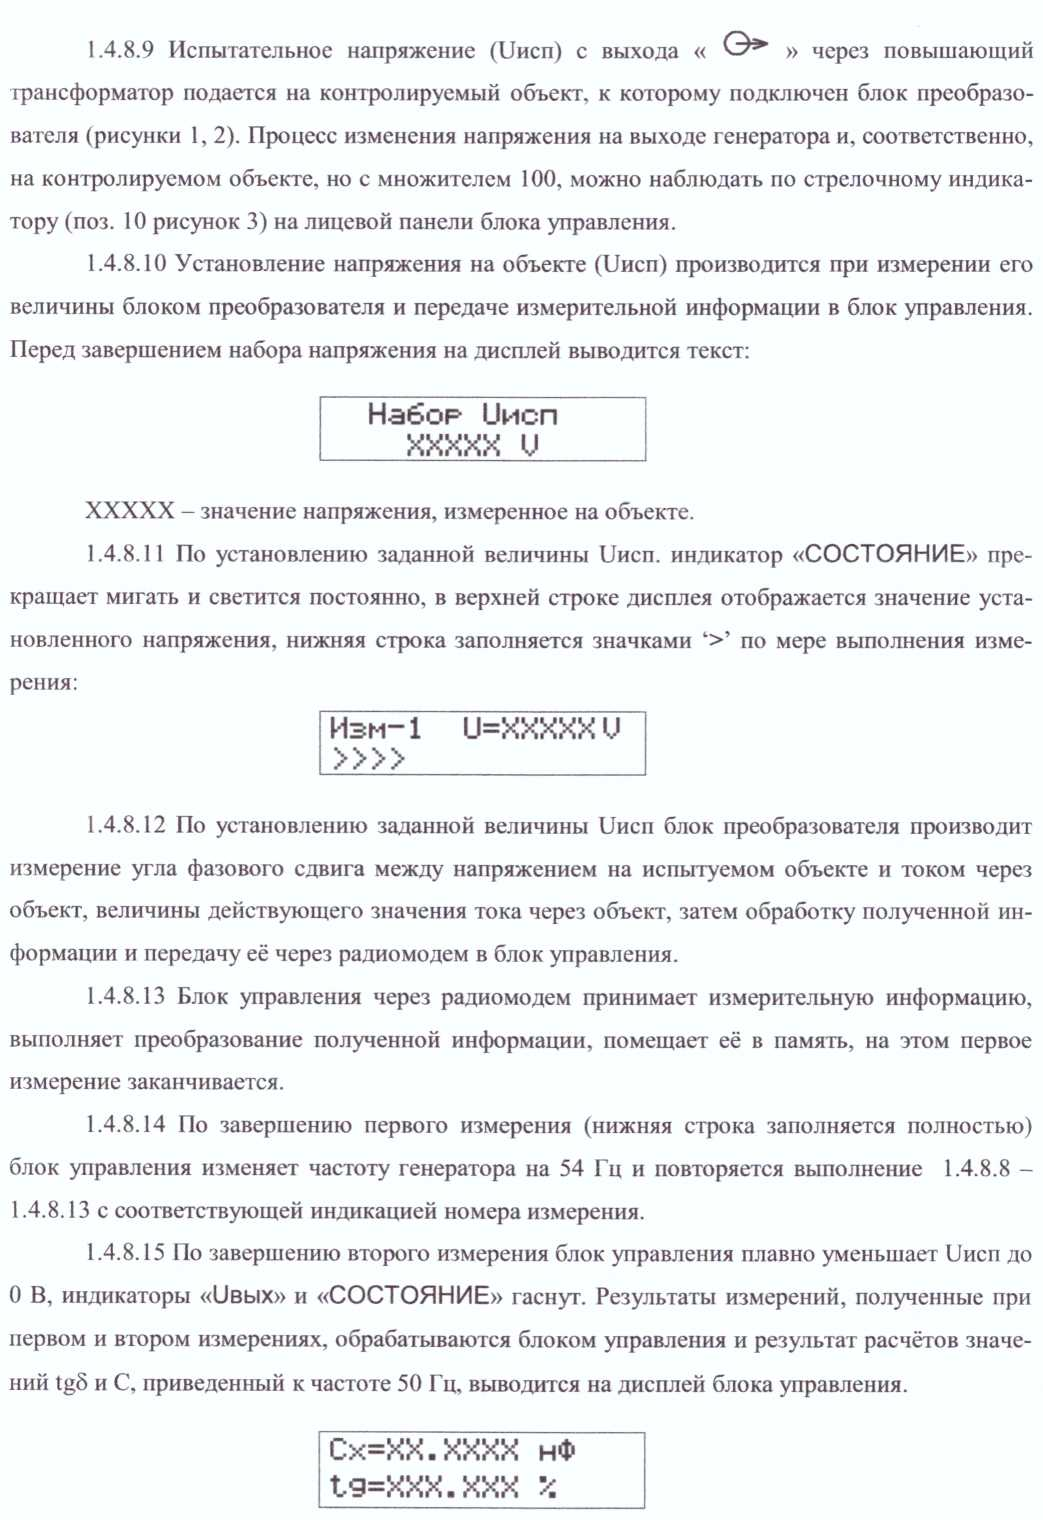 1.4.8.9 Испытательное напряжение (Uисп) с выхода « » через повышающий
трансформатор подается на контролируемый объект, к которому подключен блок преобразо-
вателя (рисунки 1, 2). Процесс изменения напряжения на выходе генератора и, соответственно,
на контролируемом объекте, но с множителем 100, можно наблюдать по стрелочному индика-
тору (поз. 10 рисунок 3) на лицевой панели блока управления.
1.4.8.10 Установление напряжения на объекте (Uисп) производится при измерении его
величины блоком преобразователя и передаче измерительной информации в блок управления.
Перед завершением набора напряжения на дисплей выводится текст:
Набор Uисп
XXXXX V
XXXXX – значение напряжения, измеренное на объекте.
1.4.8.11 По установлению заданной величины Uисп. индикатор «СОСТОЯНИЕ» пре-
кращает мигать и светится постоянно, в верхней строке дисплея отображается значение уста-
новленного напряжения, нижняя строка заполняется значками ‘>’ по мере выполнения изме-
рения:
Изм-1 U=XXXXX V
>>>>
1.4.8.12 По установлению заданной величины Uисп блок преобразователя производит
измерение угла фазового сдвига между напряжением на испытуемом объекте и током через
объект, величины действующего значения тока через объект, затем обработку полученной ин-
формации и передачу её через радиомодем в блок управления.
1.4.8.13 Блок управления через радиомодем принимает измерительную информацию,
выполняет преобразование полученной информации, помещает её в память, на этом первое
измерение заканчивается.
1.4.8.14 По завершению первого измерения (нижняя строка заполняется полностью)
блок управления изменяет частоту генератора на 54 Гц и повторяется выполнение 1.4.8.8 –
1.4.8.13 с соответствующей индикацией номера измерения.
1.4.8.15 По завершению второго измерения блок управления плавно уменьшает Uисп до
0 В, индикаторы «Uвых» и «СОСТОЯНИЕ» гаснут. Результаты измерений, полученные при
первом и втором измерениях, обрабатываются блоком управления и результат расчётов значе-
ний tgδ и С, приведенный к частоте 50 Гц, выводится на дисплей блока управления.
Cx=XX.XXXX нФ
tg=XXX.XXX %